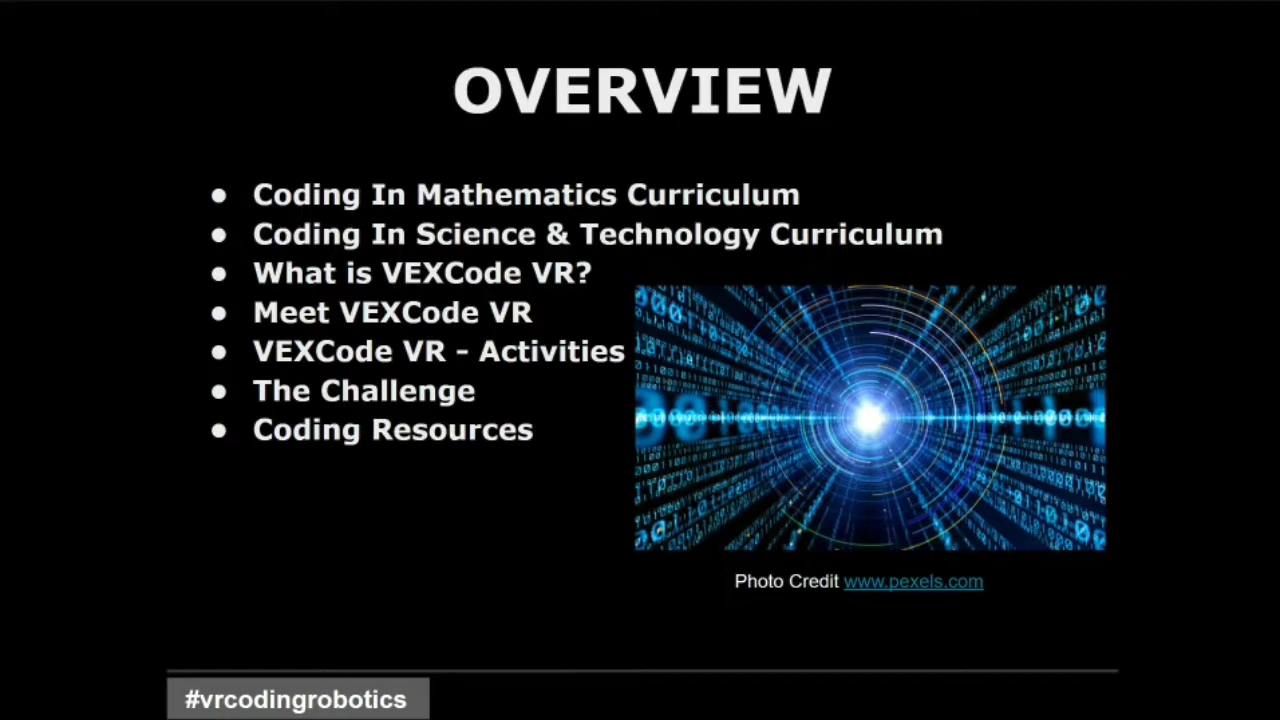 OVERVIEW
● Coding In Mathematics Curriculum
● Coding In Science & Technology Curriculum
● What is VEXCode VR?
● Meet VEXCode VR
● VEXCode VR - Activities
● The Challenge
● Coding Resources
Photo Credit www.pexels.com
#vrcodingrobotics